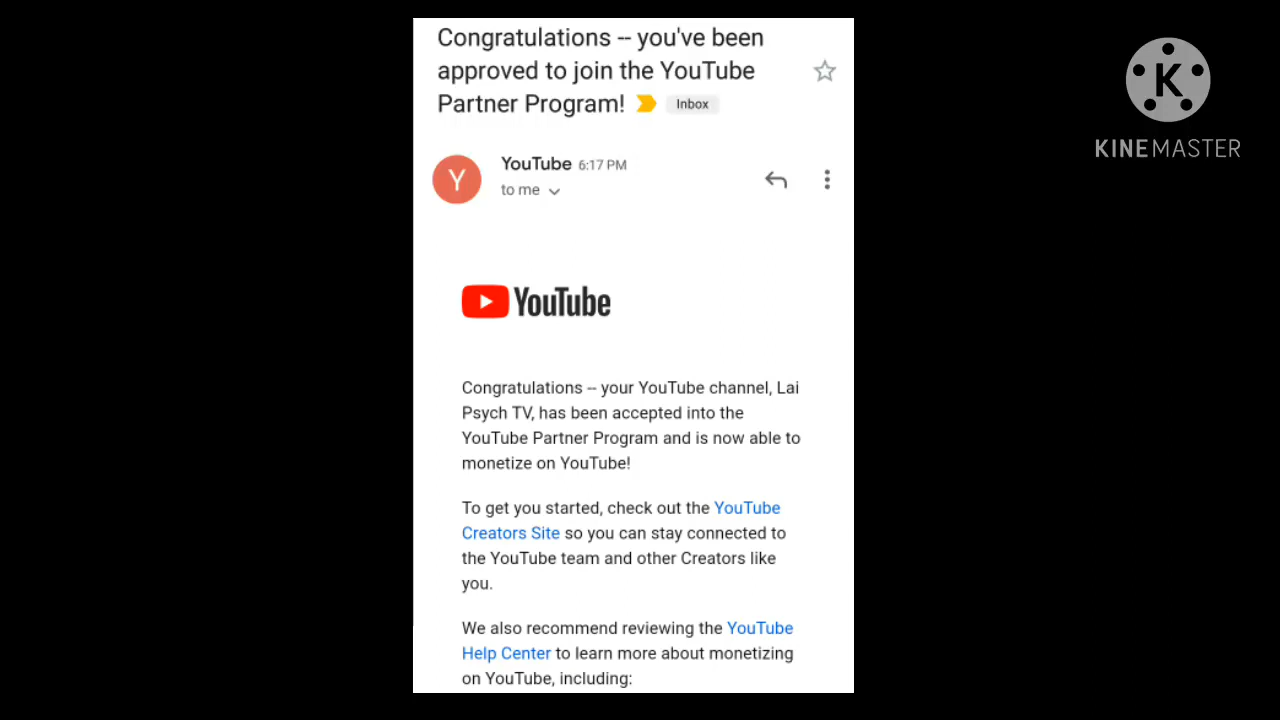 Congratulations -- you've been
approved to join the YouTube
Partner Program! Inbox
YouTube 6:17 PM
to me
Y
YouTube
Congratulations -- your YouTube channel, Lai
Psych TV, has been accepted into the
YouTube Partner Program and is now able to
monetize on YouTube!
To get you started, check out the YouTube
Creators Site so you can stay connected to
the YouTube team and other Creators like
you.
We also recommend reviewing the YouTube
Help Center to learn more about monetizing
on YouTube, including:
K
KINEMASTER